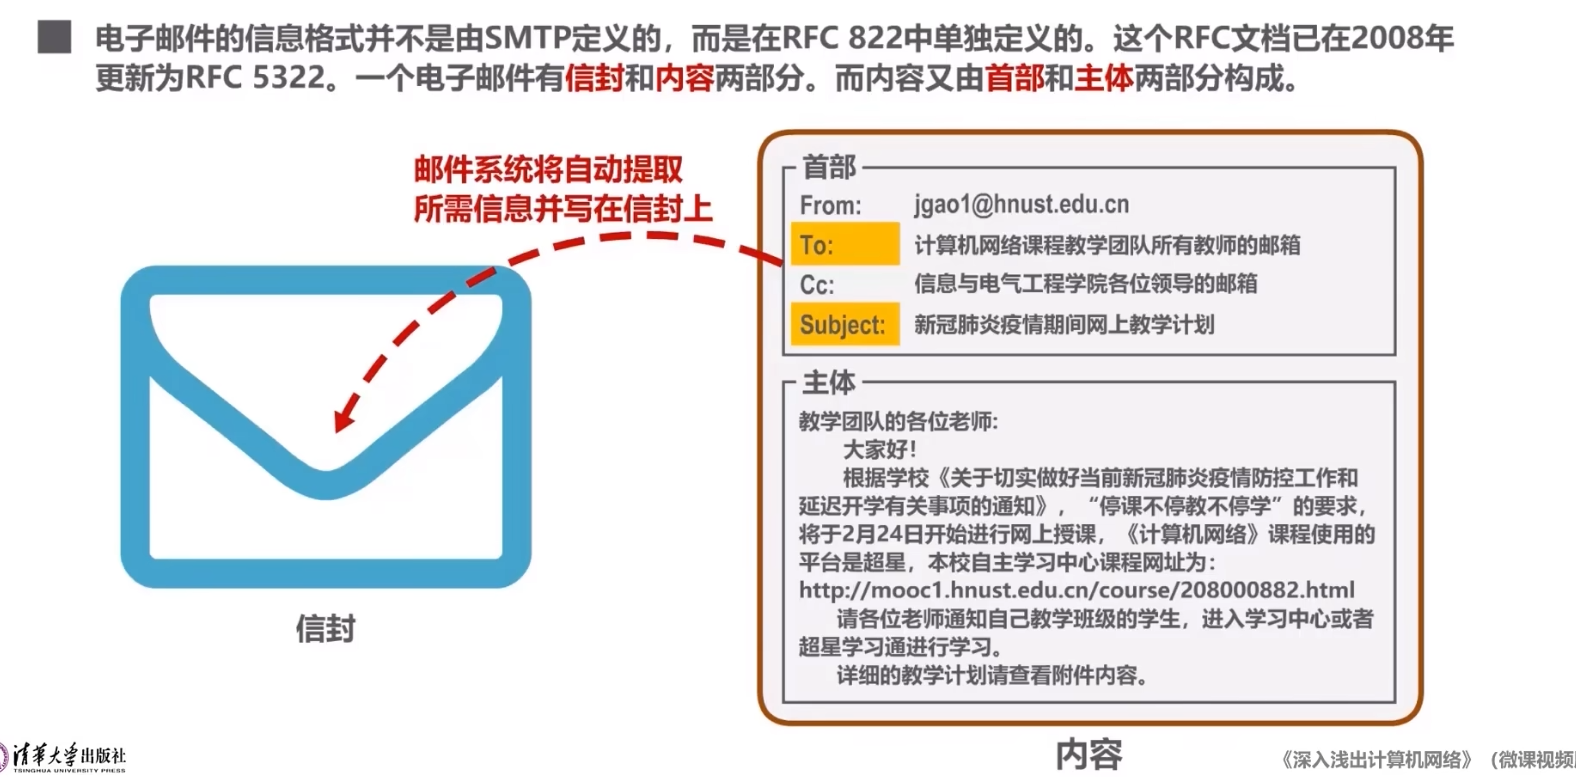 电子邮件的信息格式并不是由SMTP定义的，而是在RFC 822中单独定义的。这个RFC文档已在2008年
更新为RFC 5322。一个电子邮件有信封和内容两部分。而内容又由首部和主体两部分构成。
邮件系统将自动提取
所需信息并写在信封上
信封
首部
From: jgao1@hnust.edu.cn
To: 计算机网络课程教学团队所有教师的邮箱
Cc: 信息与电气工程学院各位领导的邮箱
Subject: 新冠肺炎疫情期间网上教学计划
主体
教学团队的各位老师:
大家好！
根据学校《关于切实做好当前新冠肺炎疫情防控工作和
延迟开学有关事项的通知》，“停课不停教不停学”的要求，
将于2月24日开始进行网上授课，《计算机网络》课程使用的
平台是超星，本校自主学习中心课程网址为：
http://mooc1.hnust.edu.cn/course/208000882.html
请各位老师通知自己教学班级的学生，进入学习中心或者
超星学习通进行学习。
详细的教学计划请查看附件内容。
内容
清华大学出版社
TSINGHUA UNIVERSITY PRESS
《深入浅出计算机网络》（微课视频